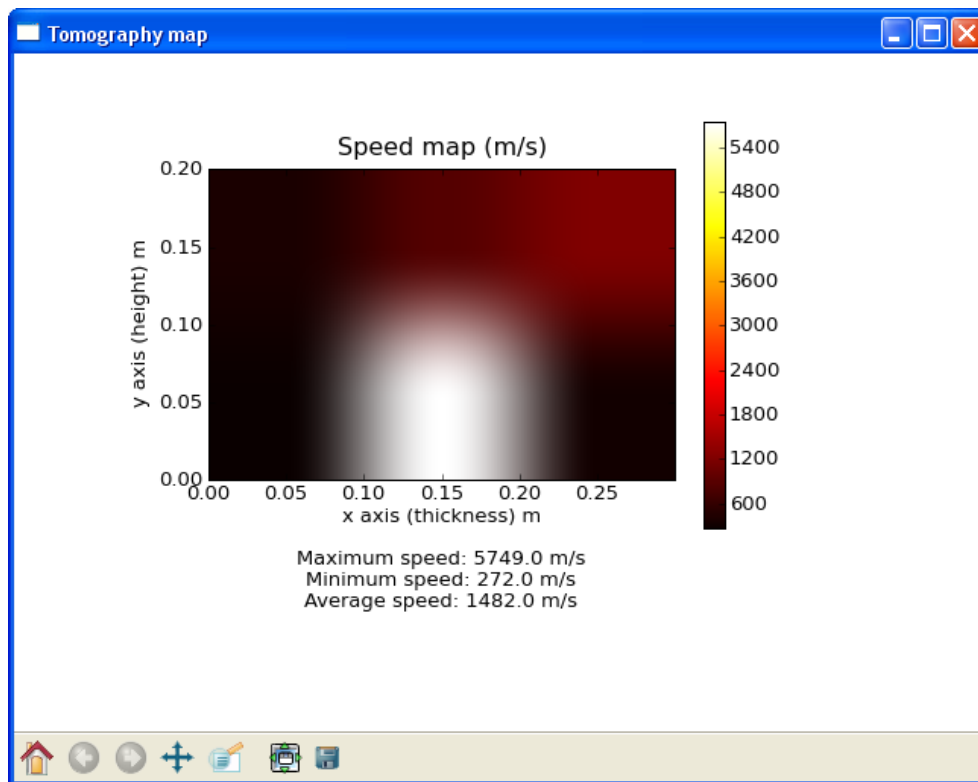 Tomography map
Speed map (m/s)
0.20
0.15
0.10
0.05
0.00
y axis (height) m
0.00 0.05 0.10 0.15 0.20 0.25
x axis (thickness) m
5400
4800
4200
3600
3000
2400
1800
1200
600
Maximum speed: 5749.0 m/s
Minimum speed: 272.0 m/s
Average speed: 1482.0 m/s